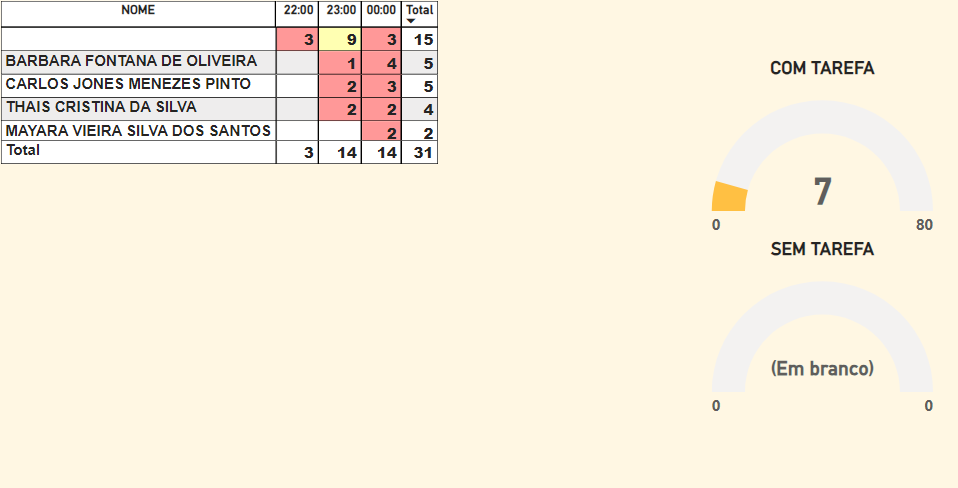 NOME 22:00 23:00 00:00 Total
3 9 3 15
BARBARA FONTANA DE OLIVEIRA 1 4 5
CARLOS JONES MENEZES PINTO 2 3 5
THAIS CRISTINA DA SILVA 2 2 4
MAYARA VIEIRA SILVA DOS SANTOS 2 2
Total 3 14 14 31
COM TAREFA
7
0 80
SEM TAREFA
(Em branco)
0 0